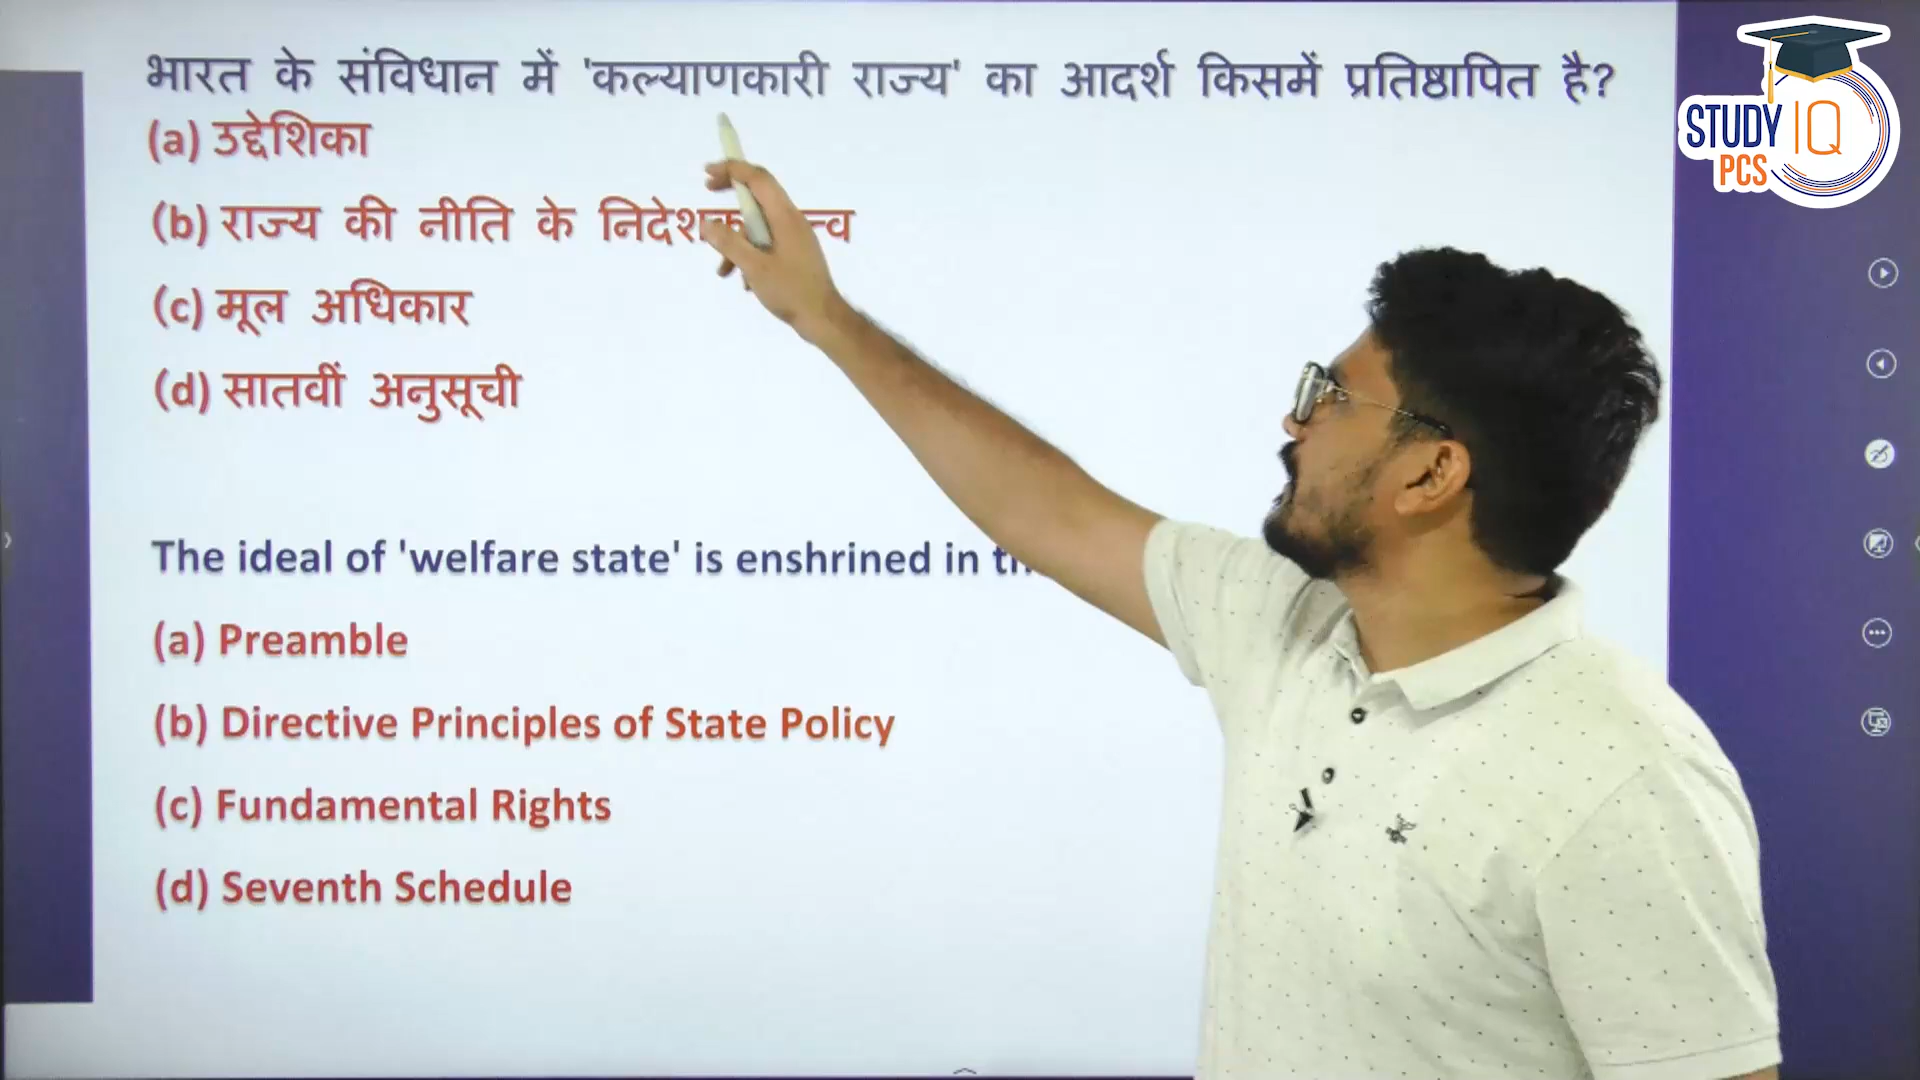 भारत के संविधान में 'कल्याणकारी राज्य' का आदर्श किसमें प्रतिष्ठापित है?
(a) उद्देशिका
(b) राज्य की नीति के
(c) मूल अधिकार
(d) सातवीं अनुसूची
The ideal of 'welfare state' is enshrined in
(a) Preamble
(b) Directive Principles of State Policy
(c) Fundamental Rights
(d) Seventh Schedule
STUDY IQ
PCS